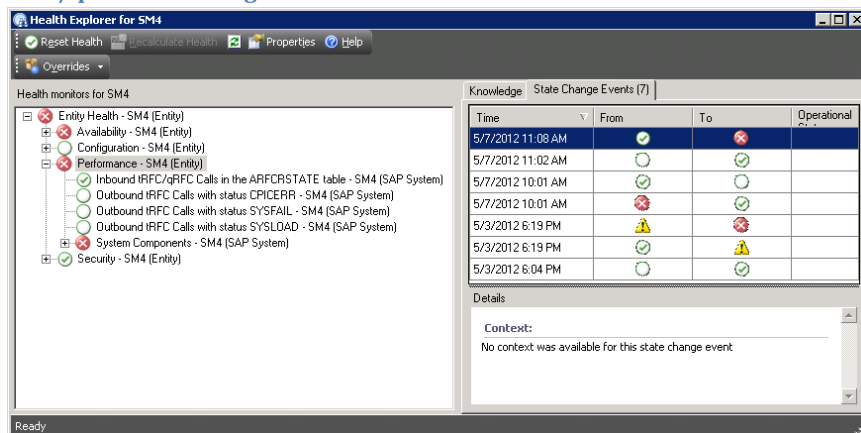 Health Explorer for SM4
Reset Health Recalculate Health Properties Help
Overrides
Health monitors for SM4
Entity Health - SM4 (Entity)
Availability - SM4 (Entity)
Configuration - SM4 (Entity)
Performance - SM4 (Entity)
Inbound tRFC/qRFC Calls in the ARFCRSTATE table - SM4 (SAP System)
Outbound tRFC Calls with status CPICERR - SM4 (SAP System)
Outbound tRFC Calls with status SYSFAIL - SM4 (SAP System)
Outbound tRFC Calls with status SYSLOAD - SM4 (SAP System)
System Components - SM4 (SAP System)
Security - SM4 (Entity)
Knowledge State Change Events (7)
Time From To Operational
5/7/2012 11:08 AM
5/7/2012 11:02 AM
5/7/2012 10:01 AM
5/7/2012 10:01 AM
5/3/2012 6:19 PM
5/3/2012 6:19 PM
5/3/2012 6:04 PM
Details
Context:
No context was available for this state change event
Ready